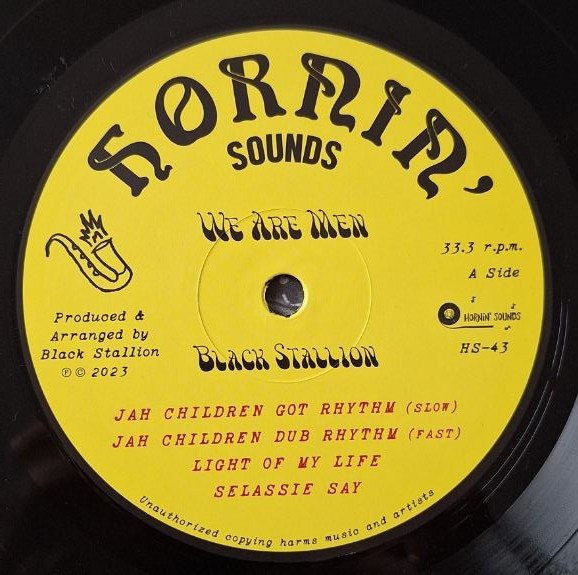 HORNIN'
SOUNDS
WE ARE MEN
33.3 r.p.m.
A Side
HORNIN' SOUNDS
HS-43
Produced &
Arranged by
Black Stallion
℗ © 2023
BLACK STALLION
JAH CHILDREN GOT RHYTHM (SLOW)
JAH CHILDREN DUB RHYTHM (FAST)
LIGHT OF MY LIFE
SELASSIE SAY
Unauthorized copying harms music and artists